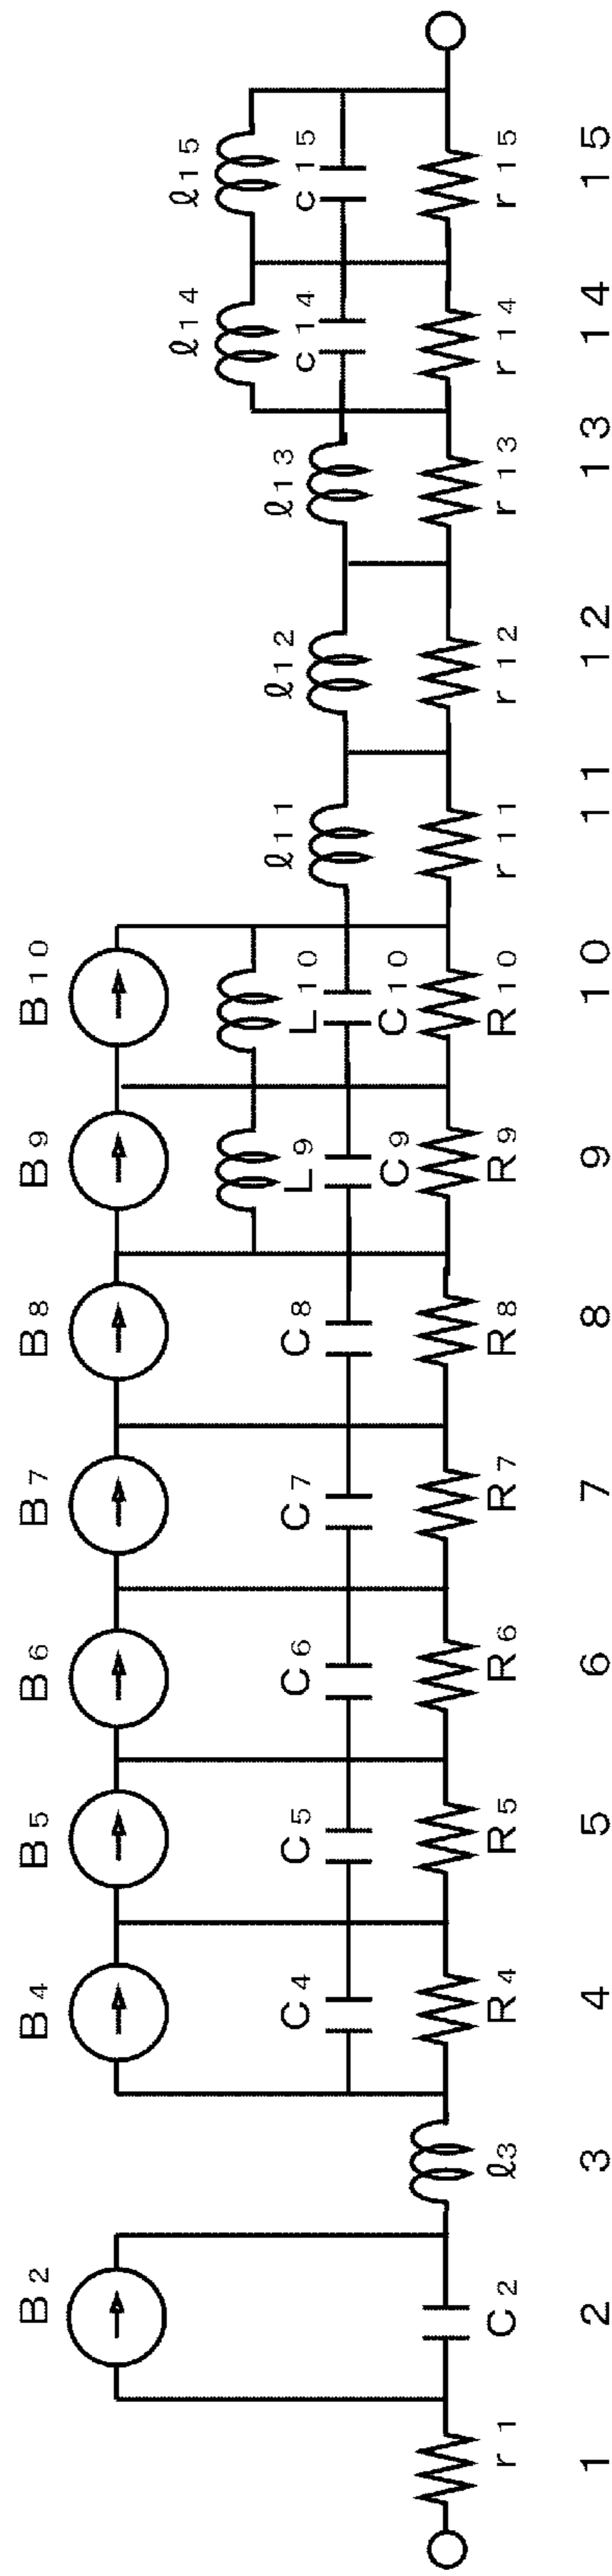 B2 B4 B5 B6 B7 B8 B9 B10
ℓ14 ℓ15
ℓ11 ℓ12 ℓ13
C4 C5 C6 C7 C8 L9 L10 c14 c15
C9 C10
r1 C2 ℓ3 R4 R5 R6 R7 R8 R9 R10 r11 r12 r13 r14 r15
1 2 3 4 5 6 7 8 9 10 11 12 13 14 15